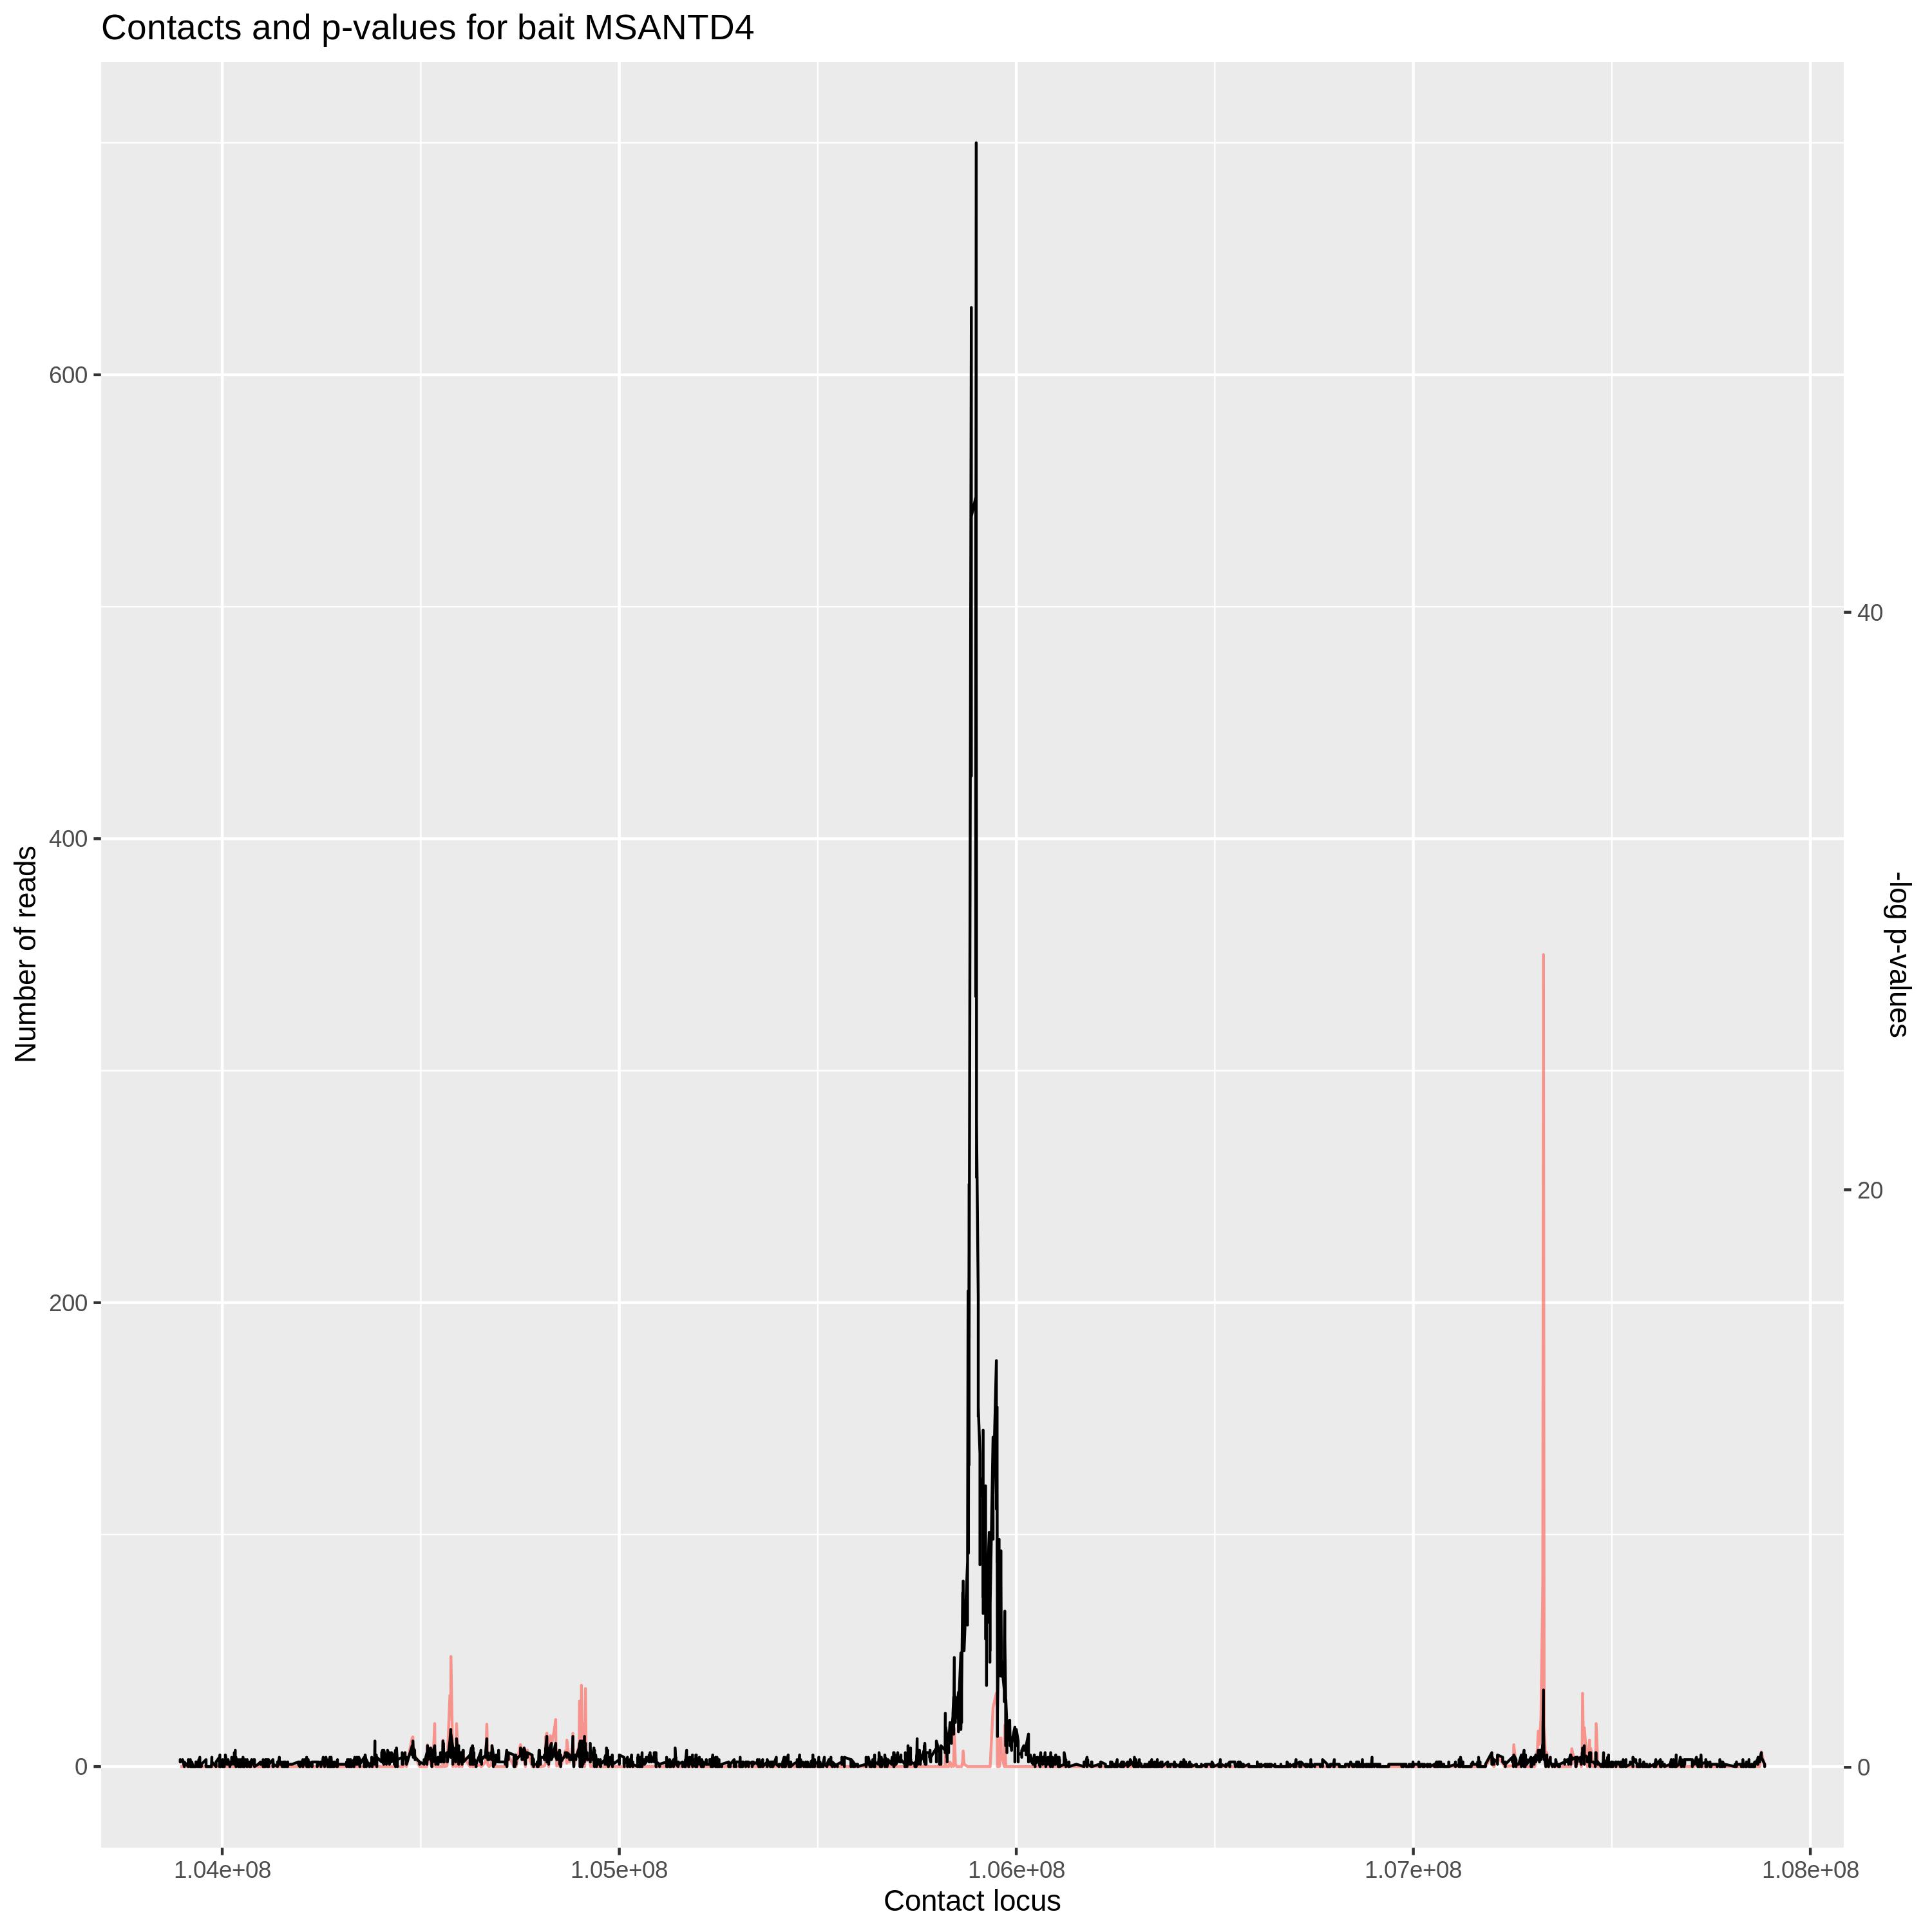 Contacts and p-values for bait MSANTD4
Number of reads
600
400
200
0
-log p-values
40
20
0
1.04e+08
1.05e+08
1.06e+08
1.07e+08
1.08e+08
Contact locus